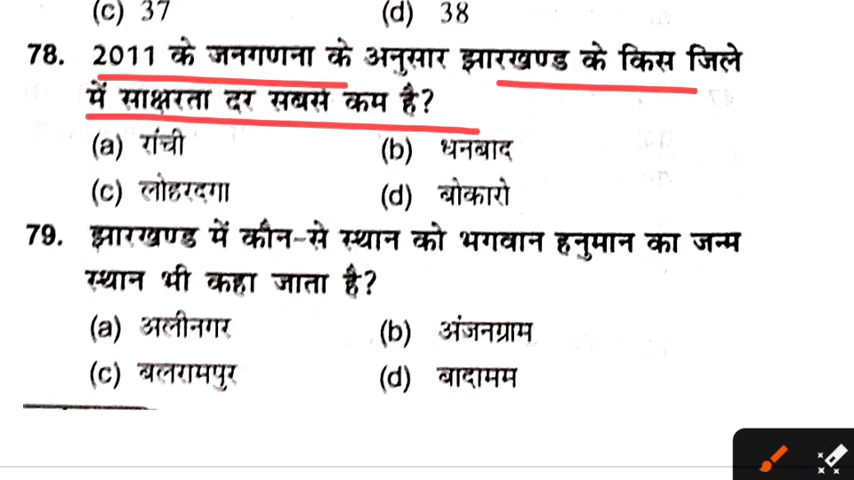 (c) 37 (d) 38
78. 2011 के जनगणना के अनुसार झारखण्ड के किस जिले
में साक्षरता दर सबसे कम है?
(a) रांची (b) धनबाद
(c) लोहरदगा (d) बोकारो
79. झारखण्ड में कौन-से स्थान को भगवान हनुमान का जन्म
स्थान भी कहा जाता है?
(a) अलीनगर (b) अंजनग्राम
(c) बलरामपुर (d) बादामम